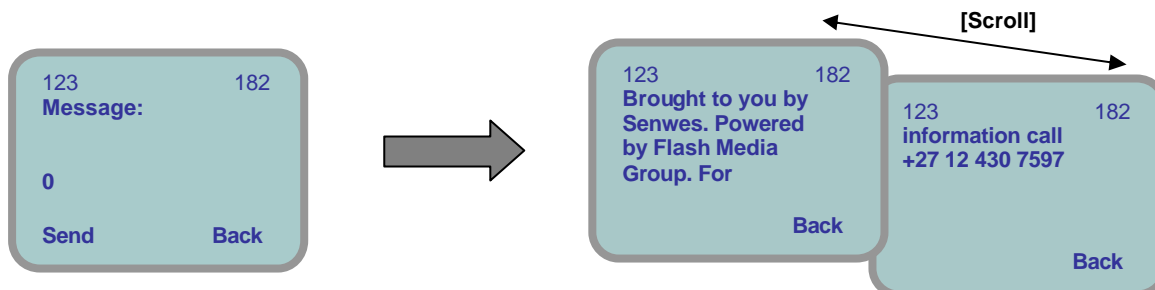 [Scroll]
123 182
Message:
0
Send Back
123 182
Brought to you by
Senwes. Powered
by Flash Media
Group. For
Back
123 182
information call
+27 12 430 7597
Back